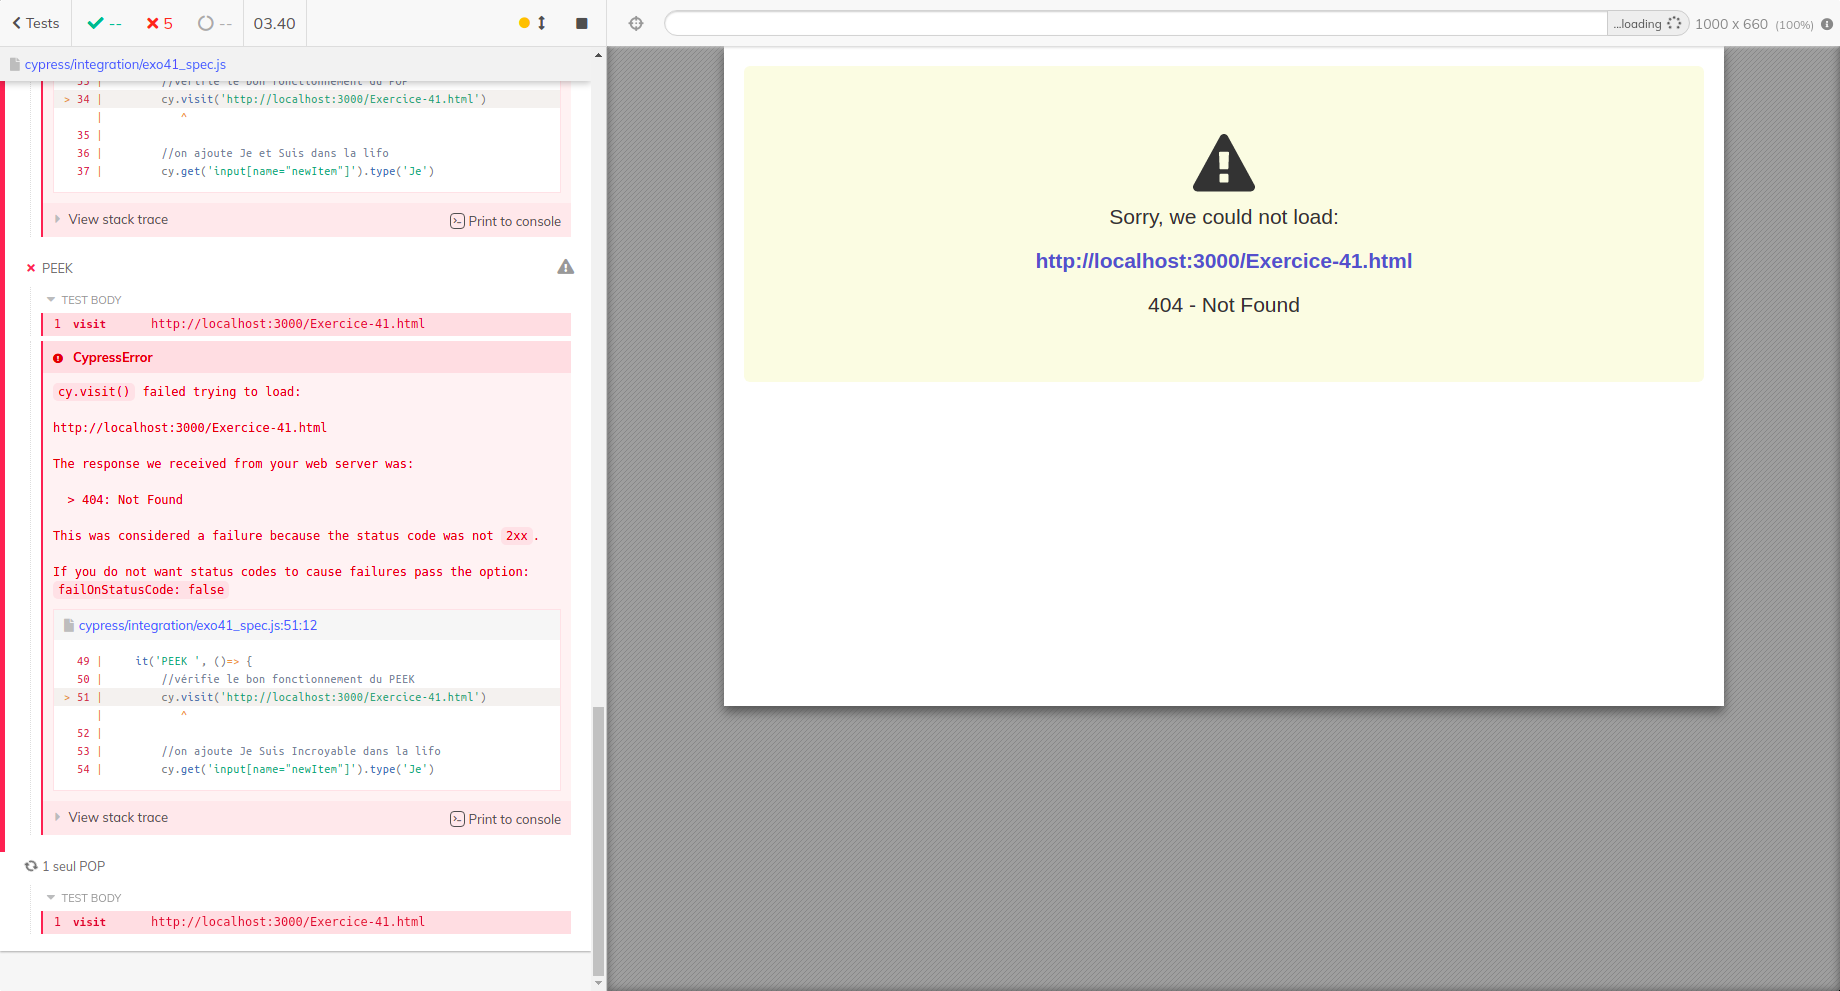 Tests
--
5
--
03.40
...loading
1000 x 660 (100%)
cypress/integration/exo41_spec.js
33 | //vérifie le bon fonctionnement du POP
> 34 | cy.visit('http://localhost:3000/Exercice-41.html')
| ^
35 |
36 | //on ajoute Je et Suis dans la lifo
37 | cy.get('input[name="newItem"]').type('Je')
View stack trace
Print to console
PEEK
TEST BODY
1 visit http://localhost:3000/Exercice-41.html
CypressError
cy.visit() failed trying to load:
http://localhost:3000/Exercice-41.html
The response we received from your web server was:
> 404: Not Found
This was considered a failure because the status code was not 2xx.
If you do not want status codes to cause failures pass the option:
failOnStatusCode: false
cypress/integration/exo41_spec.js:51:12
49 | it('PEEK ', ()=> {
50 | //vérifie le bon fonctionnement du PEEK
> 51 | cy.visit('http://localhost:3000/Exercice-41.html')
| ^
52 |
53 | //on ajoute Je Suis Incroyable dans la lifo
54 | cy.get('input[name="newItem"]').type('Je')
View stack trace
Print to console
1 seul POP
TEST BODY
1 visit http://localhost:3000/Exercice-41.html
Sorry, we could not load:
http://localhost:3000/Exercice-41.html
404 - Not Found